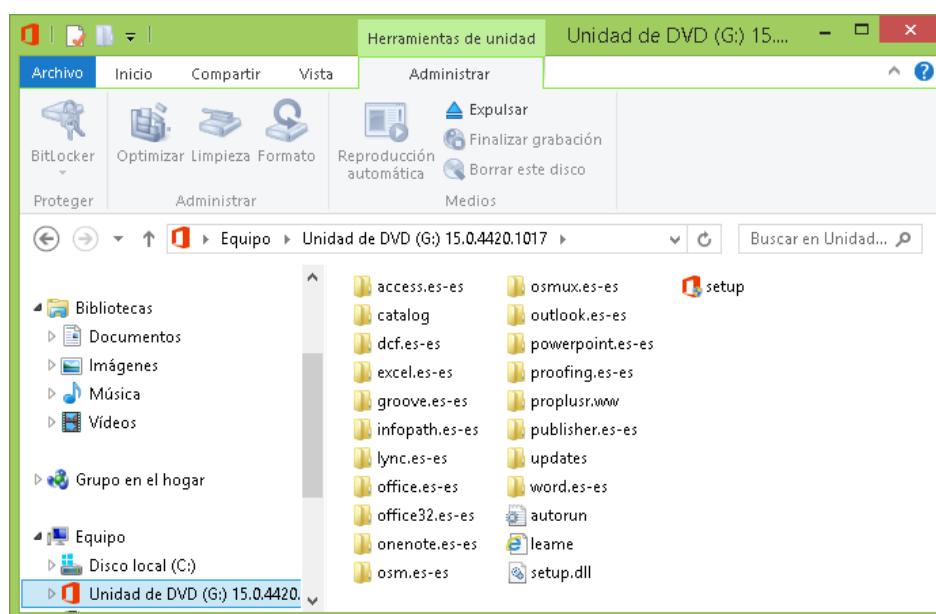 Herramientas de unidad
Unidad de DVD (G:) 15....
Archivo
Inicio
Compartir
Vista
Administrar
BitLocker
Optimizar
Limpieza
Formato
Reproducción
automática
Expulsar
Finalizar grabación
Borrar este disco
Proteger
Administrar
Medios
Equipo
Unidad de DVD (G:) 15.0.4420.1017
Buscar en Unidad...
Bibliotecas
Documentos
Imágenes
Música
Vídeos
Grupo en el hogar
Equipo
Disco local (C:)
Unidad de DVD (G:) 15.0.4420.
access.es-es
catalog
dcf.es-es
excel.es-es
groove.es-es
infopath.es-es
lync.es-es
office.es-es
office32.es-es
onenote.es-es
osm.es-es
osmux.es-es
outlook.es-es
powerpoint.es-es
proofing.es-es
proplusr.ww
publisher.es-es
updates
word.es-es
autorun
leame
setup.dll
setup